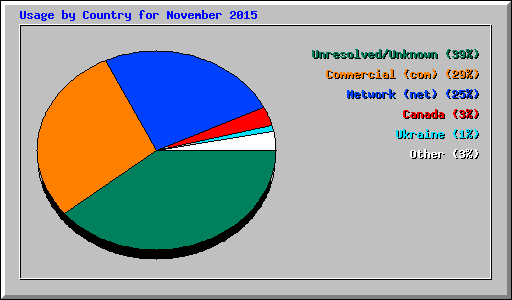 Usage by Country for November 2015
Unresolved/Unknown (39%)
Commercial (com) (29%)
Network (net) (25%)
Canada (3%)
Ukraine (1%)
Other (3%)